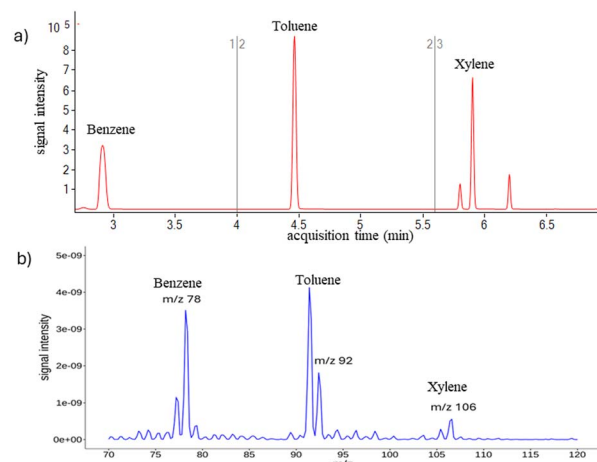 a)
10 5
Toluene
1 2
2 3
Xylene
Benzene
signal intensity
8
7
6
5
4
3
2
1
3 3.5 4 4.5 5 5.5 6 6.5
acquisition time (min)
b)
5e-09
4e-09
3e-09
2e-09
1e-09
0e+00
signal intensity
Benzene
m/z 78
Toluene
m/z 92
Xylene
m/z 106
70 75 80 85 90 95 100 105 110 115 120